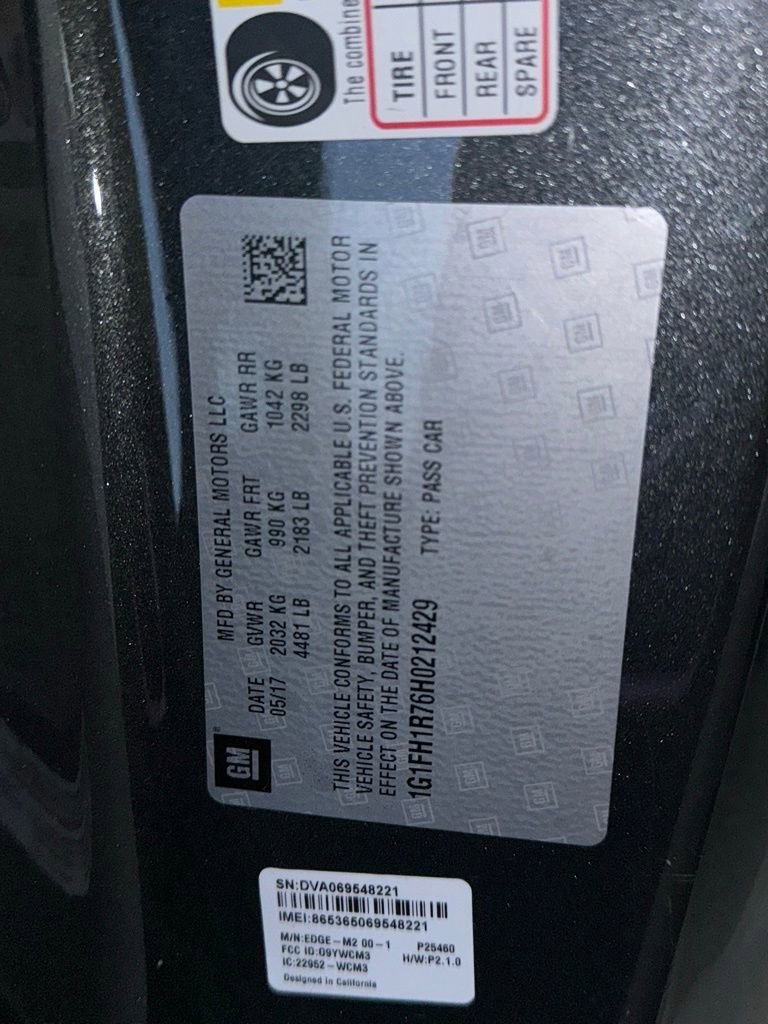 The combine
TIRE
FRONT
REAR
SPARE
GM
MFD BY GENERAL MOTORS LLC
DATE GVWR GAWR FRT GAWR RR
05/17 2032 KG 990 KG 1042 KG
4481 LB 2183 LB 2298 LB
THIS VEHICLE CONFORMS TO ALL APPLICABLE U.S. FEDERAL MOTOR
VEHICLE SAFETY, BUMPER, AND THEFT PREVENTION STANDARDS IN
EFFECT ON THE DATE OF MANUFACTURE SHOWN ABOVE.
1G1FH1R76H0212429 TYPE: PASS CAR
SN:DVA069548221
IMEI:865365069548221
M/N:EDGE-M2 00-1 P25460
FCC ID:O9YWCM3 H/W:P2.1.0
IC:22952-WCM3
Designed in California